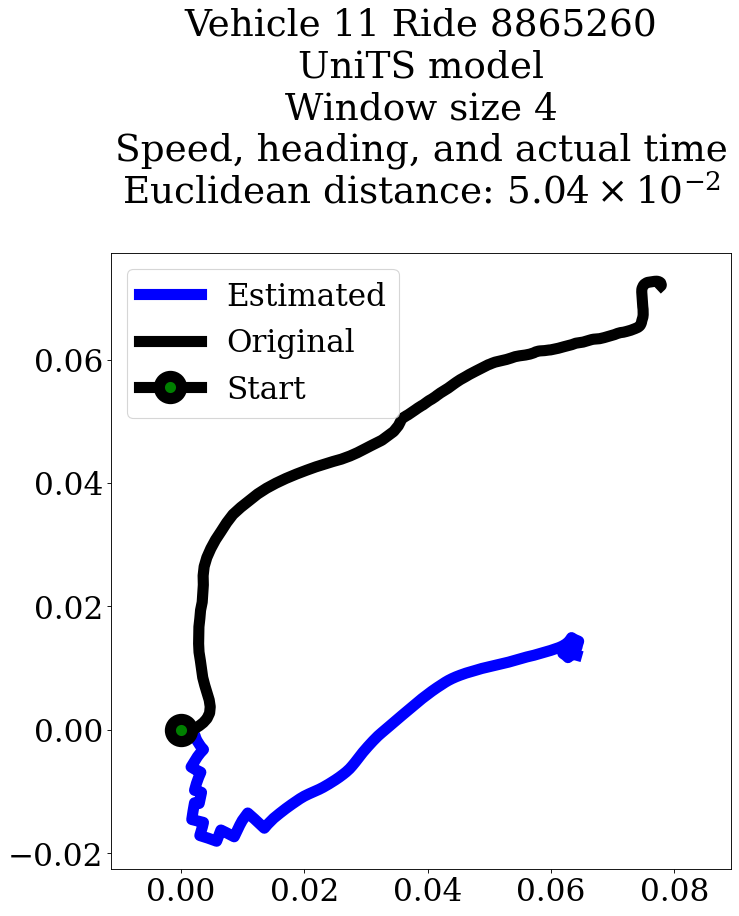 Vehicle 11 Ride 8865260
UniTS model
Window size 4
Speed, heading, and actual time
Euclidean distance: 5.04 × 10⁻²
Estimated
Original
Start
0.06
0.04
0.02
0.00
−0.02
0.00 0.02 0.04 0.06 0.08